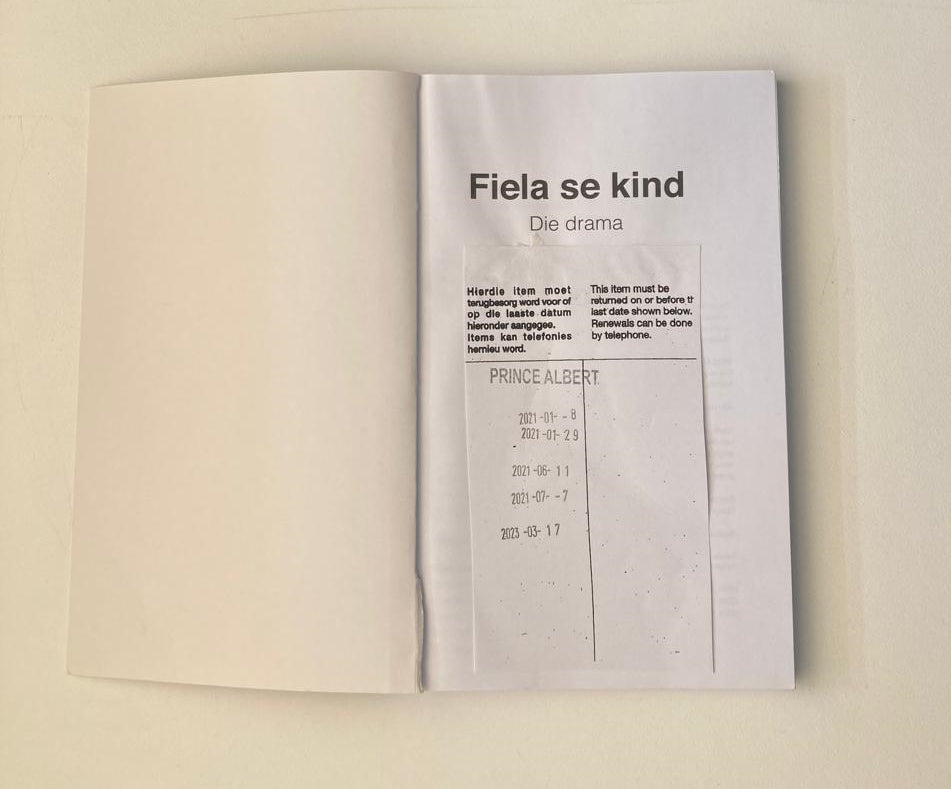 Fiela se kind
Die drama
Hierdie item moet
terugbesorg word voor of
op die laaste datum
hieronder aangegee.
Items kan telefonies
hernieu word.
This item must be
returned on or before th
last date shown below.
Renewals can be done
by telephone.
PRINCE ALBERT
2021-01- - 8
2021-01- 29
2021-06- 11
2021-07- - 7
2023-03- 17